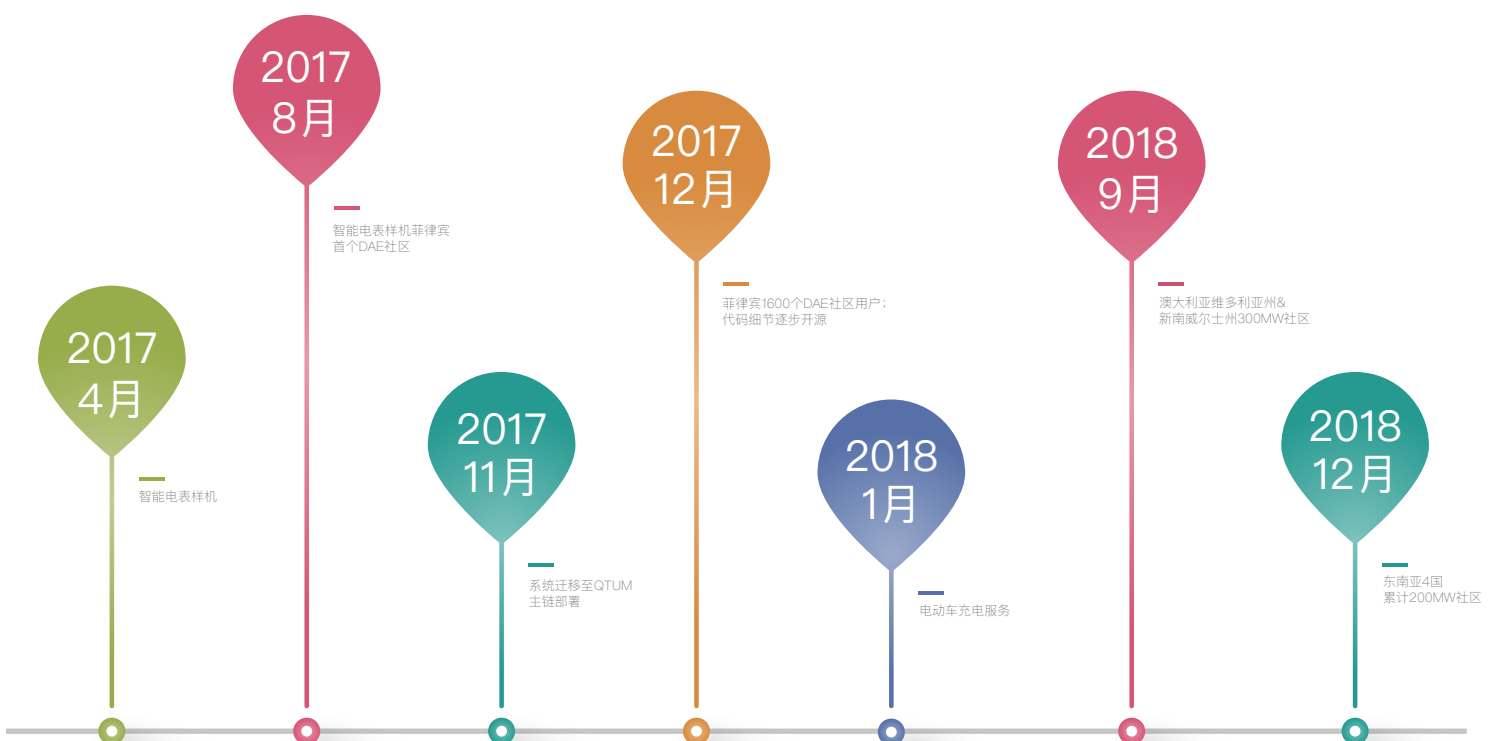 2017
4月
智能电表样机
2017
8月
智能电表样机菲律宾
首个DAE社区
2017
11月
系统迁移至QTUM
主链部署
2017
12月
菲律宾1600个DAE社区用户；
代码细节逐步开源
2018
1月
电动车充电服务
2018
9月
澳大利亚维多利亚州&
新南威尔士州300MW社区
2018
12月
东南亚4国
累计200MW社区